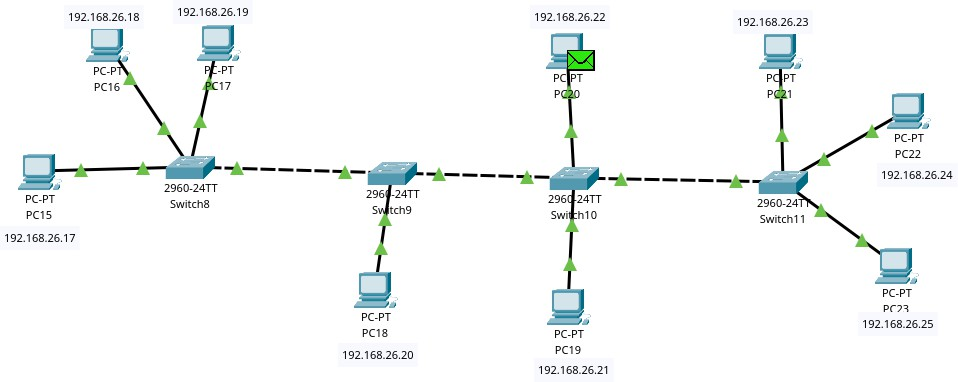 192.168.26.18
192.168.26.19
192.168.26.22
192.168.26.23
PC-PT
PC16
PC-PT
PC17
PC-PT
PC20
PC-PT
PC21
PC-PT
PC22
192.168.26.24
2960-24TT
Switch8
2960-24TT
Switch9
2960-24TT
Switch10
2960-24TT
Switch11
PC-PT
PC15
192.168.26.17
PC-PT
PC18
192.168.26.20
PC-PT
PC19
192.168.26.21
PC-PT
PC23
192.168.26.25